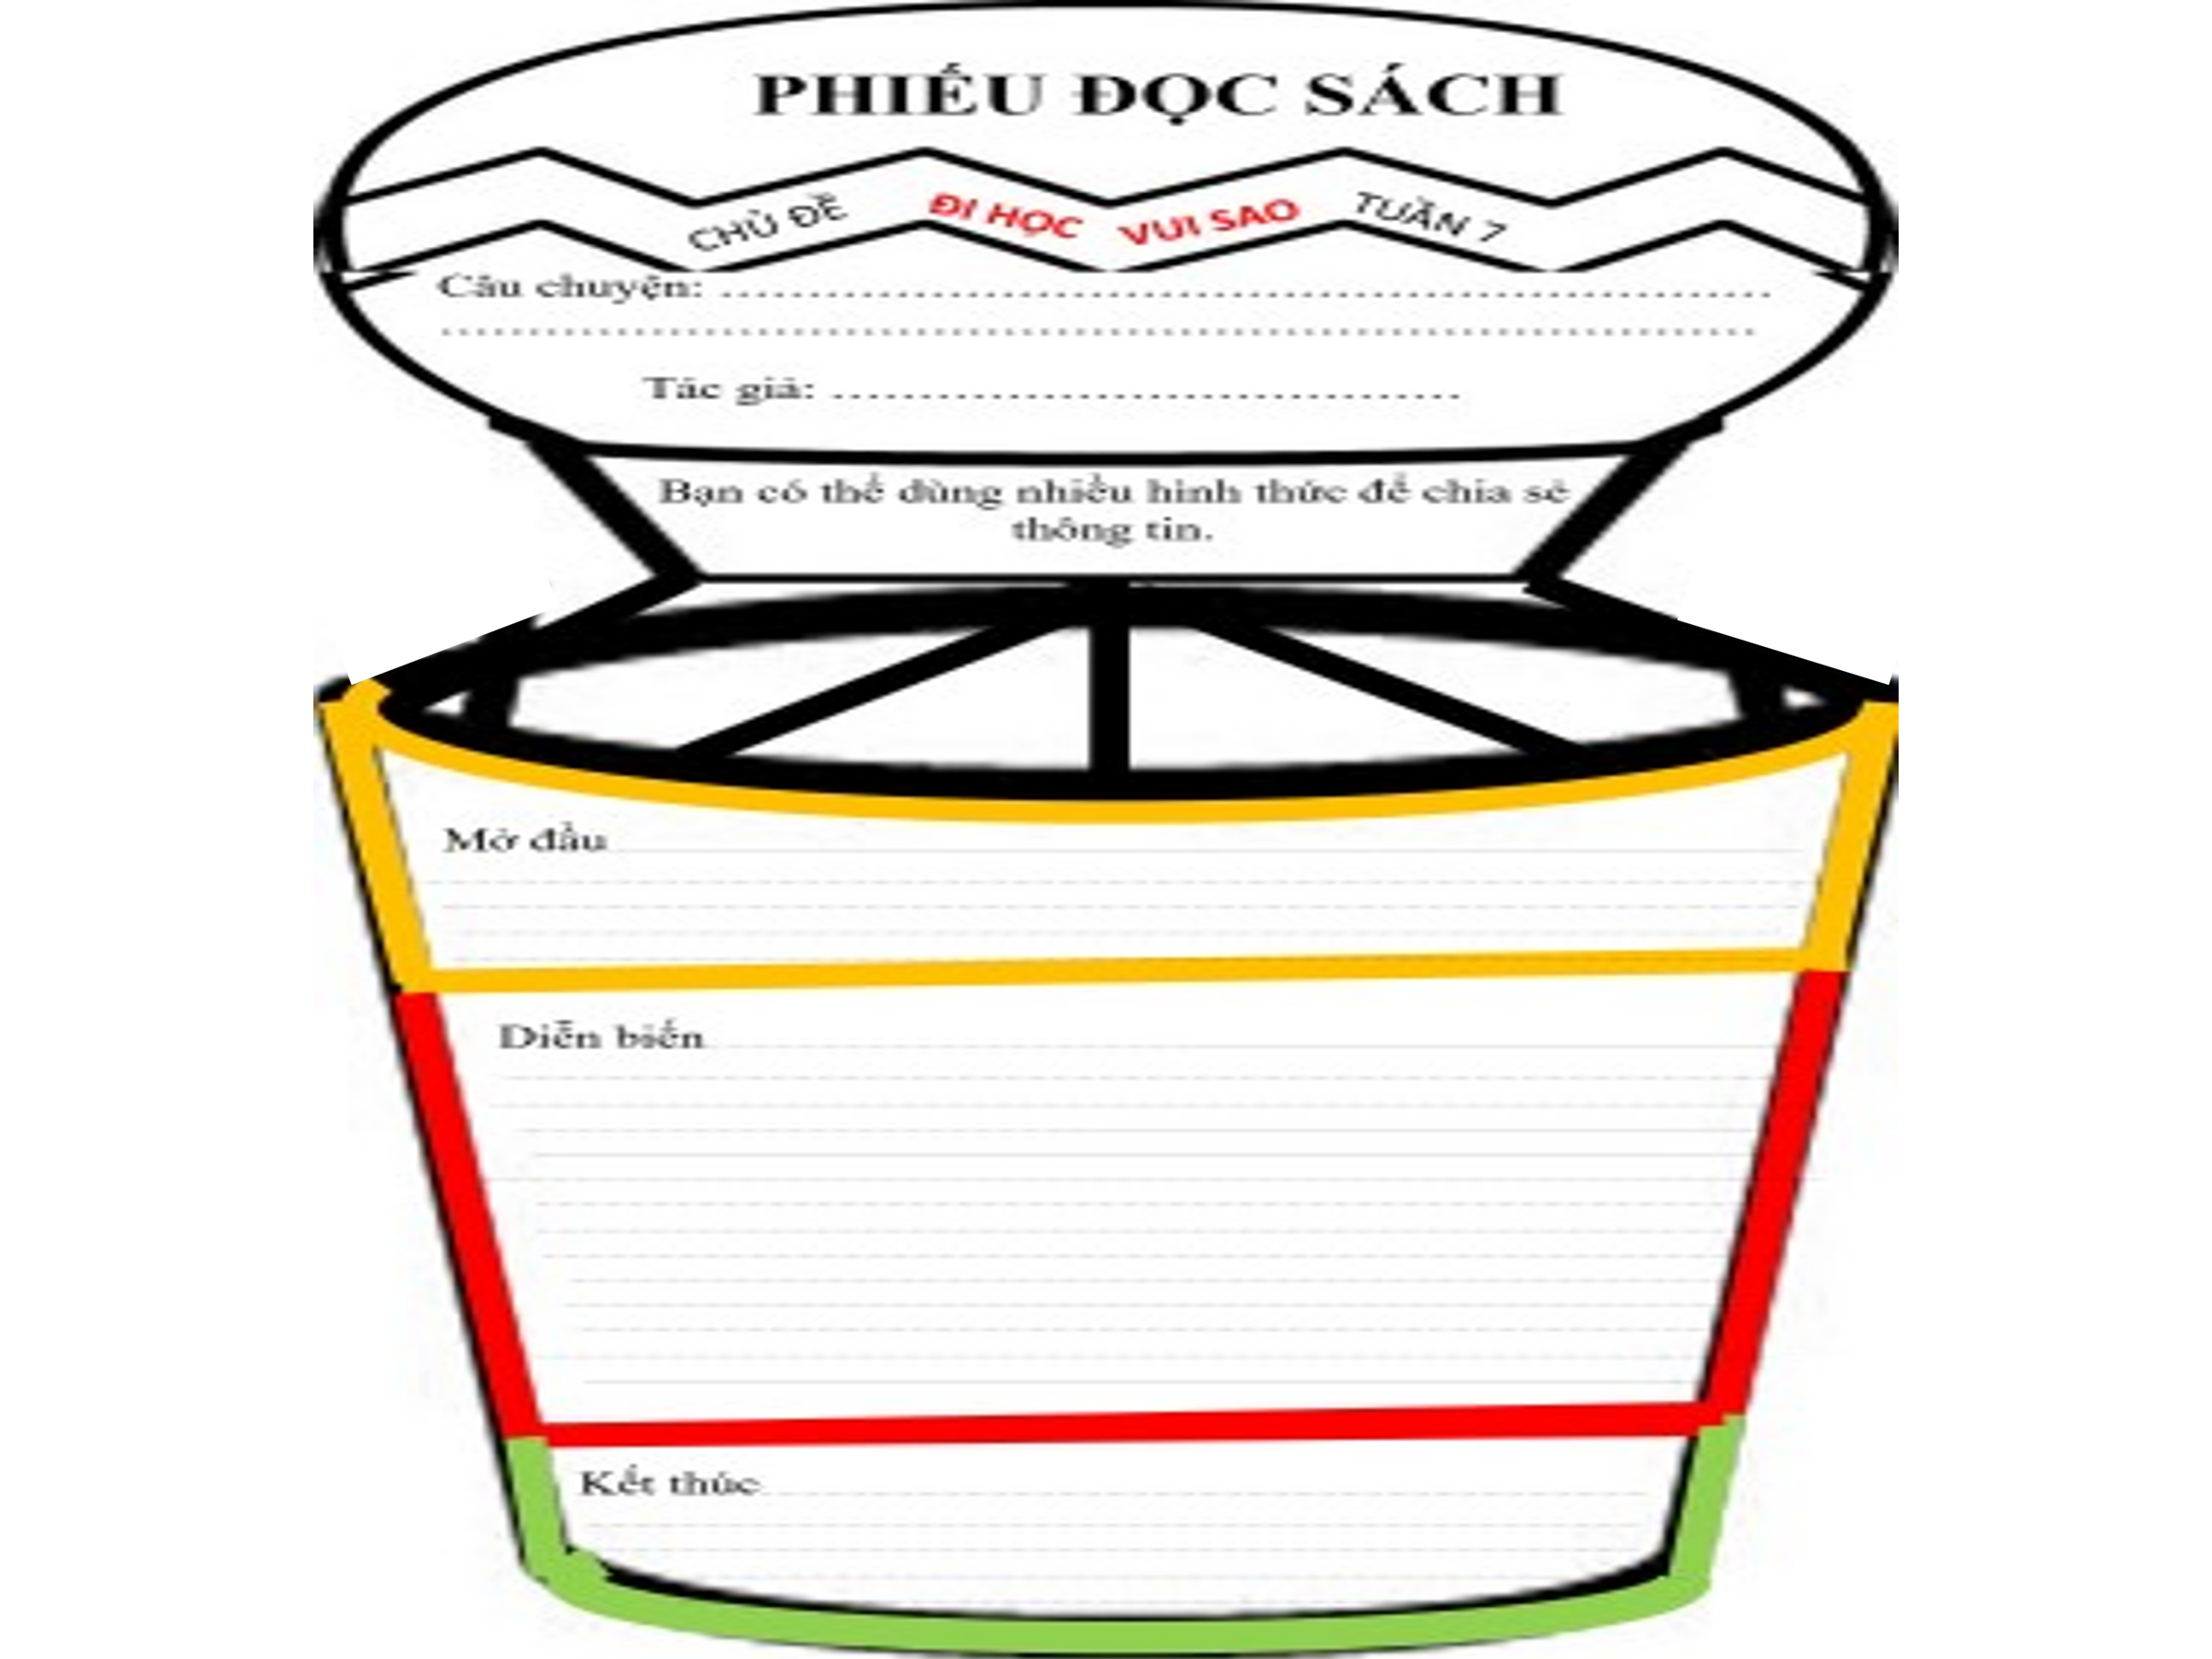 PHIẾU ĐỌC SÁCH
CHỦ ĐỀ ĐI HỌC VUI SAO TUẦN 7
Câu chuyện: ..........................................................................
..........................................................................
Tác giả: ..........................................
Bạn có thể dùng nhiều hình thức để chia sẻ
thông tin.
Mở đầu
Diễn biến
Kết thúc